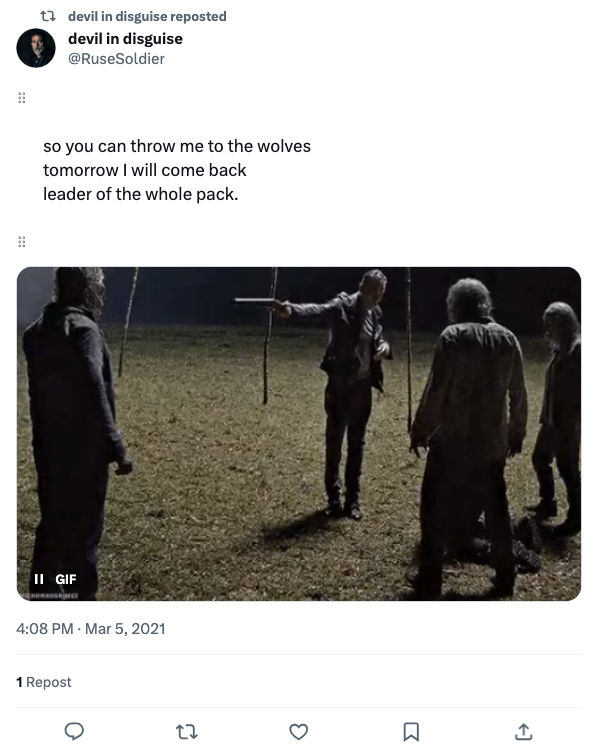 devil in disguise reposted
devil in disguise
@RuseSoldier
so you can throw me to the wolves
tomorrow I will come back
leader of the whole pack.
GIF
4:08 PM · Mar 5, 2021
1 Repost